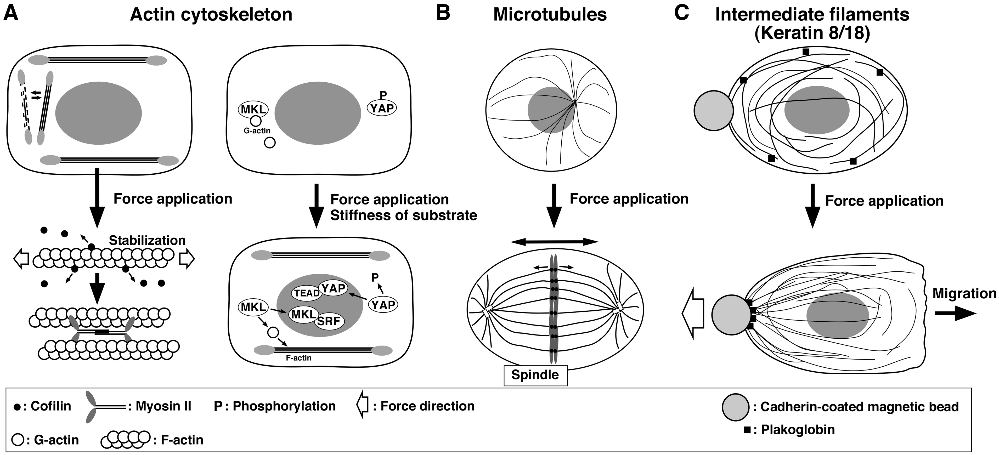 A
Actin cytoskeleton
MKL
G-actin
P
YAP
Force application
Force application
Stiffness of substrate
Stabilization
P
TEAD
YAP
YAP
MKL
MKL
SRF
F-actin
B
Microtubules
Force application
Spindle
C
Intermediate filaments
(Keratin 8/18)
Force application
Migration
: Cofilin
: Myosin II
P : Phosphorylation
: Force direction
: Cadherin-coated magnetic bead
: Plakoglobin
: G-actin
: F-actin